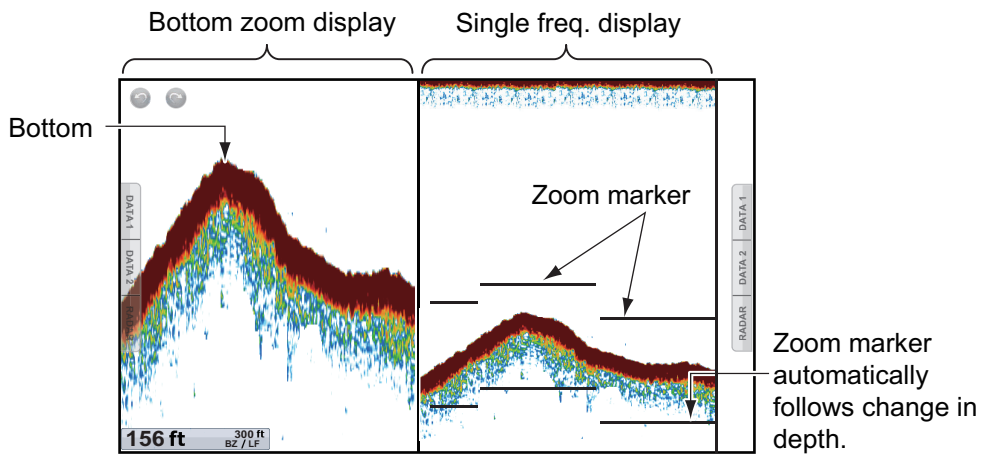 Bottom zoom display
Single freq. display
Bottom
Zoom marker
DATA 1
DATA 2
DATA 1
DATA 2
RADAR
Zoom marker
automatically
follows change in
depth.
156 ft
300 ft
BZ / LF